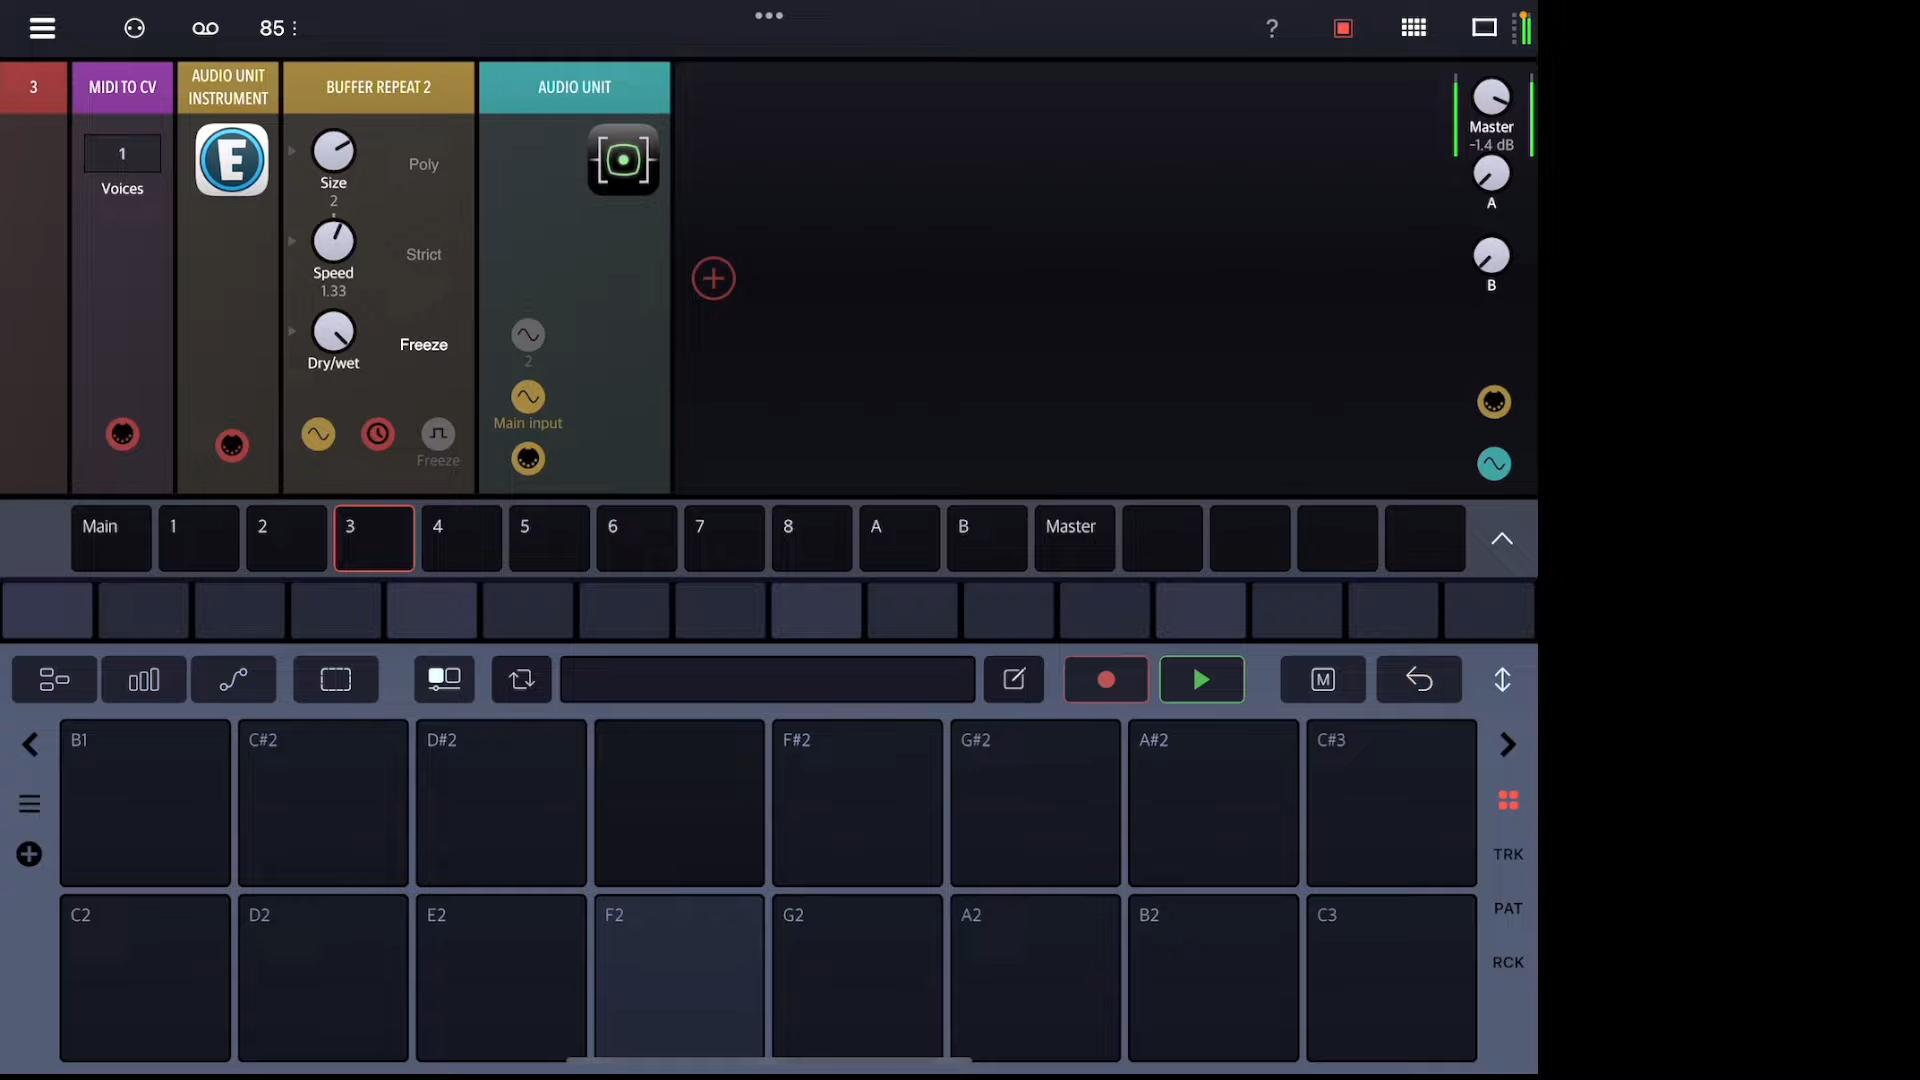 85
?
3
MIDI TO CV
AUDIO UNIT
INSTRUMENT
BUFFER REPEAT 2
AUDIO UNIT
1
Voices
E
Size
2
Poly
Speed
1.33
Strict
Dry/wet
Freeze
Freeze
2
Main input
Master
-1.4 dB
A
B
Main
1
2
3
4
5
6
7
8
A
B
Master
M
B1
C#2
D#2
F#2
G#2
A#2
C#3
TRK
PAT
RCK
C2
D2
E2
F2
G2
A2
B2
C3